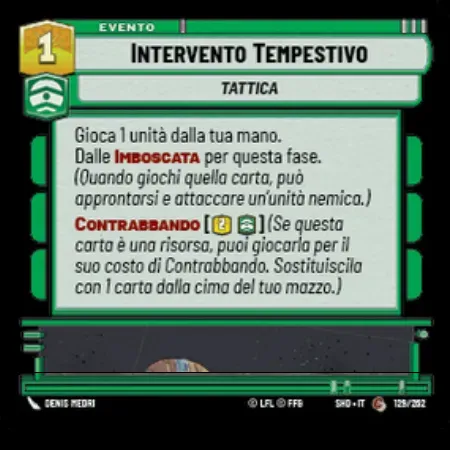 EVENTO
1
INTERVENTO TEMPESTIVO
TATTICA
Gioca 1 unità dalla tua mano.
Dalle IMBOSCATA per questa fase.
(Quando giochi quella carta, può
approntarsi e attaccare un'unità nemica.)
CONTRABBANDO [2] (Se questa
carta è una risorsa, puoi giocarla per il
suo costo di Contrabbando. Sostituiscila
con 1 carta dalla cima del tuo mazzo.)
DENIS MEDRI © LFL © FFG SHD • IT 129/262